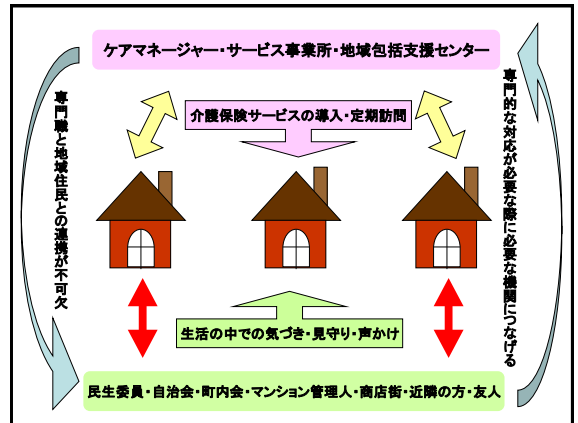 ケアマネージャー・サービス事業所・地域包括支援センター
介護保険サービスの導入・定期訪問
専門職と地域住民との連携が不可欠
専門的な対応が必要な際に必要な機関につなげる
生活の中での気づき・見守り・声かけ
民生委員・自治会・町内会・マンション管理人・商店街・近隣の方・友人